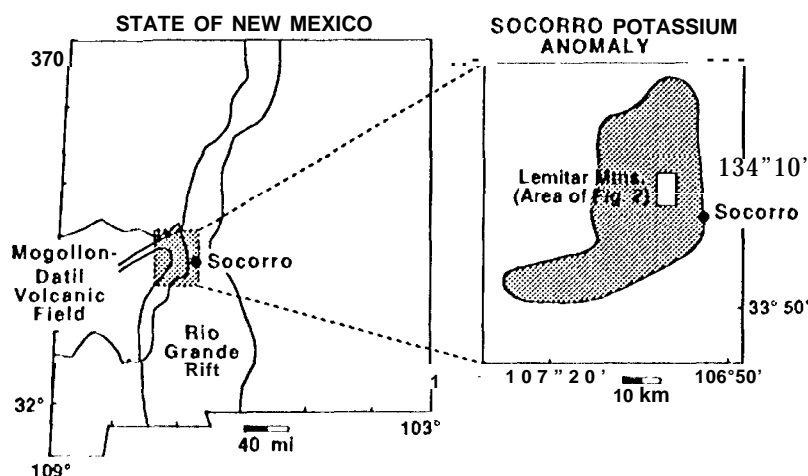 STATE OF NEW MEXICO
370
Mogollon-
Datil
Volcanic
Field
Socorro
Rio
Grande
Rift
32°
109°
103°
1
40 mi
SOCORRO POTASSIUM
ANOMALY
Lemitar Mtns.
(Area of Fig. 2)
134"10'
Socorro
33° 50'
107"20'
106°50'
10 km